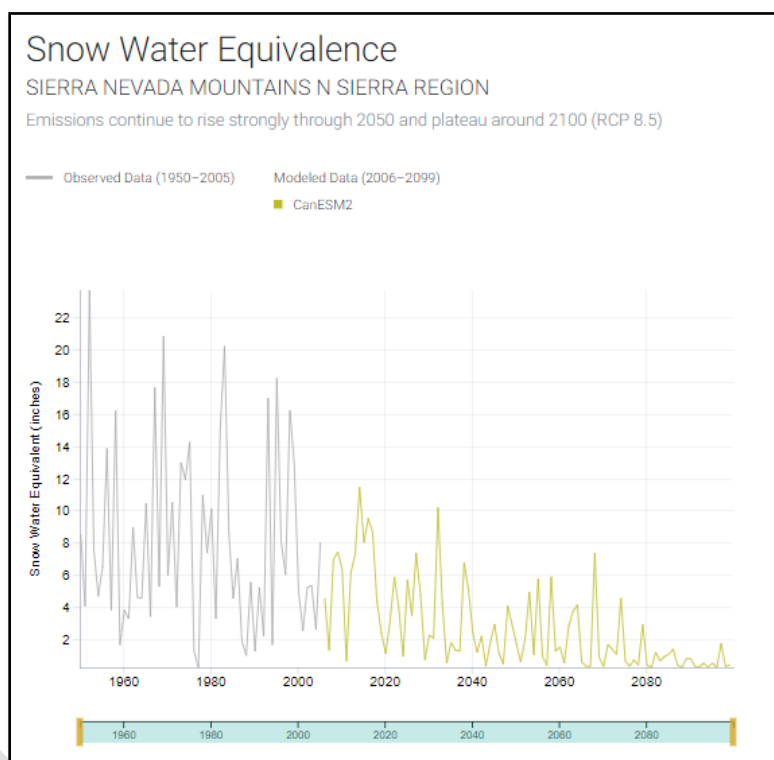 Snow Water Equivalence
SIERRA NEVADA MOUNTAINS N SIERRA REGION
Emissions continue to rise strongly through 2050 and plateau around 2100 (RCP 8.5)
Observed Data (1950–2005) Modeled Data (2006–2099)
CanESM2
Snow Water Equivalent (inches)
22
20
18
16
14
12
10
8
6
4
2
1960 1980 2000 2020 2040 2060 2080
1960 1980 2000 2020 2040 2060 2080